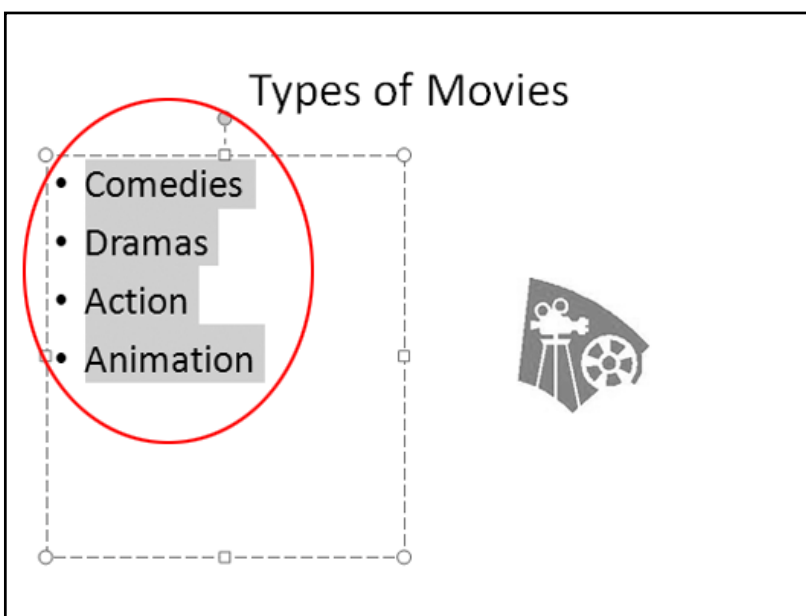 Types of Movies
• Comedies
• Dramas
• Action
• Animation